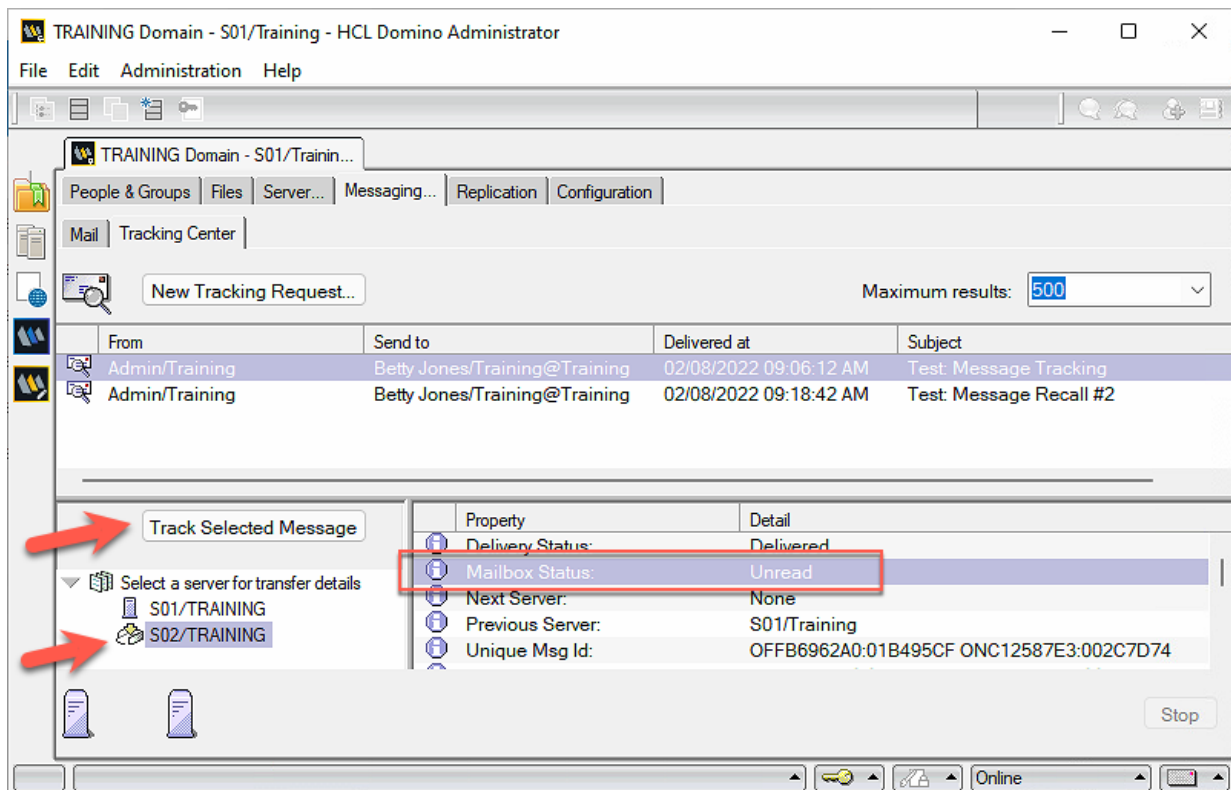 TRAINING Domain - S01/Training - HCL Domino Administrator
File Edit Administration Help
TRAINING Domain - S01/Trainin...
People & Groups Files Server... Messaging... Replication Configuration
Mail Tracking Center
New Tracking Request... Maximum results: 500
From Send to Delivered at Subject
Admin/Training Betty Jones/Training@Training 02/08/2022 09:06:12 AM Test: Message Tracking
Admin/Training Betty Jones/Training@Training 02/08/2022 09:18:42 AM Test: Message Recall #2
Track Selected Message
Property Detail
Delivery Status: Delivered
Mailbox Status: Unread
Select a server for transfer details
Next Server: None
S01/TRAINING
Previous Server: S01/Training
S02/TRAINING
Unique Msg Id: OFFB6962A0:01B495CF ONC12587E3:002C7D74
Stop
Online